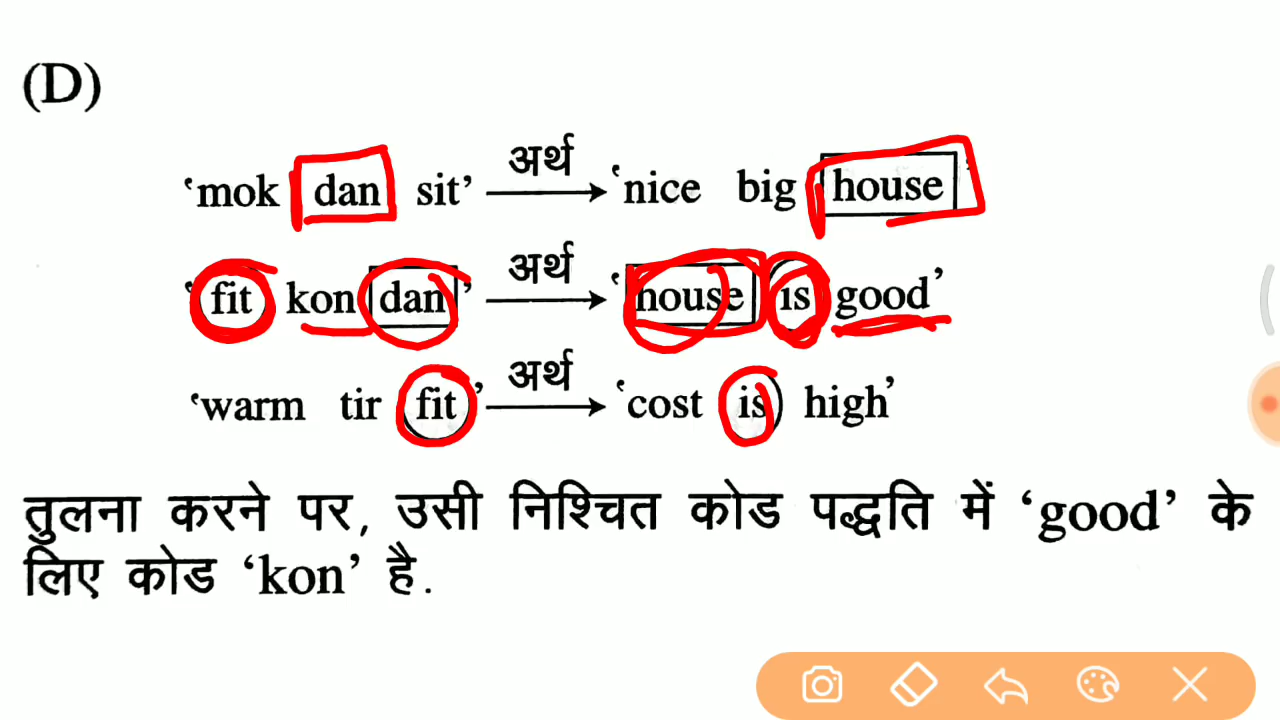 (D)
‘mok dan sit’ अर्थ ‘nice big house’
‘fit kon dan’ अर्थ ‘house is good’
‘warm tir fit’ अर्थ ‘cost is high’
तुलना करने पर, उसी निश्चित कोड पद्धति में ‘good’ के
लिए कोड ‘kon’ है.